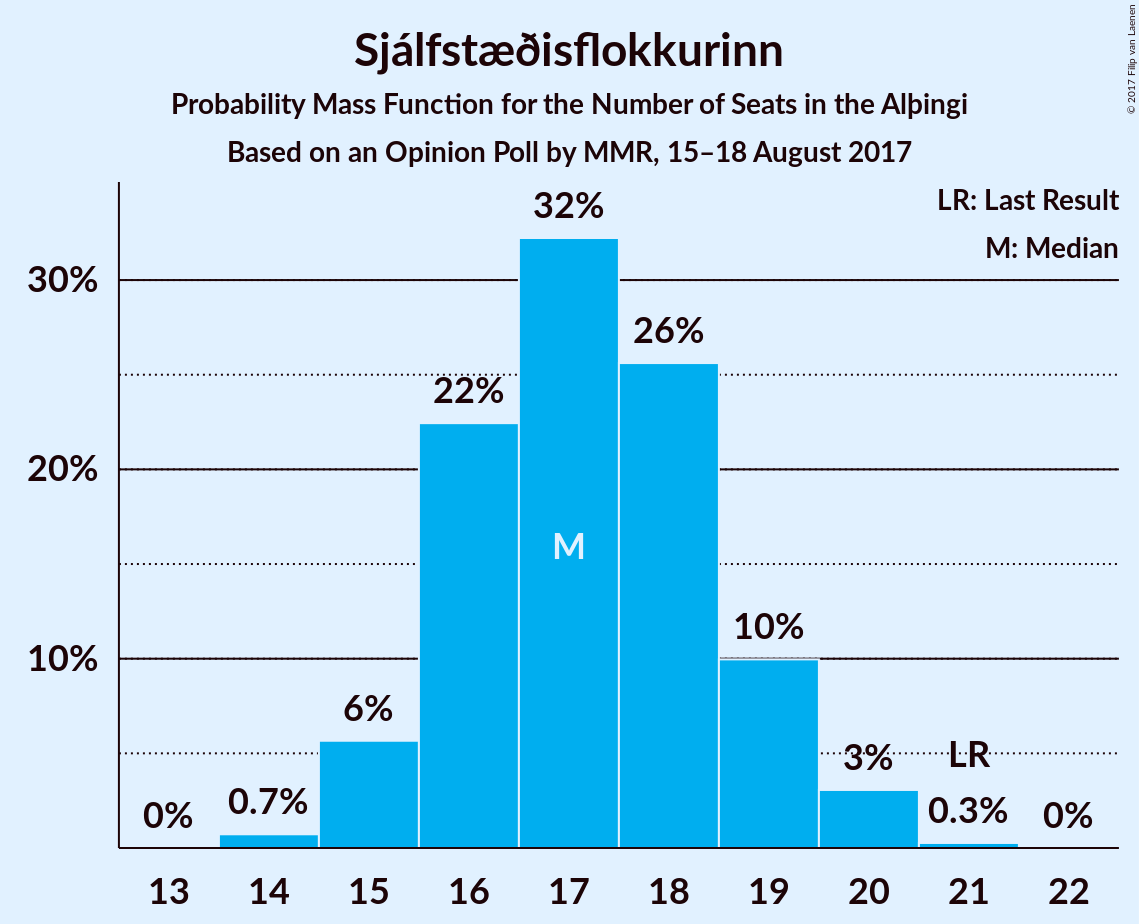 Sjálfstæðisflokkurinn
Probability Mass Function for the Number of Seats in the Alþingi
Based on an Opinion Poll by MMR, 15–18 August 2017
© 2017 Filip van Laenen
LR: Last Result
M: Median
30%
20%
10%
0%
0.7%
6%
22%
32%
M
26%
10%
3%
LR
0.3%
0%
13 14 15 16 17 18 19 20 21 22